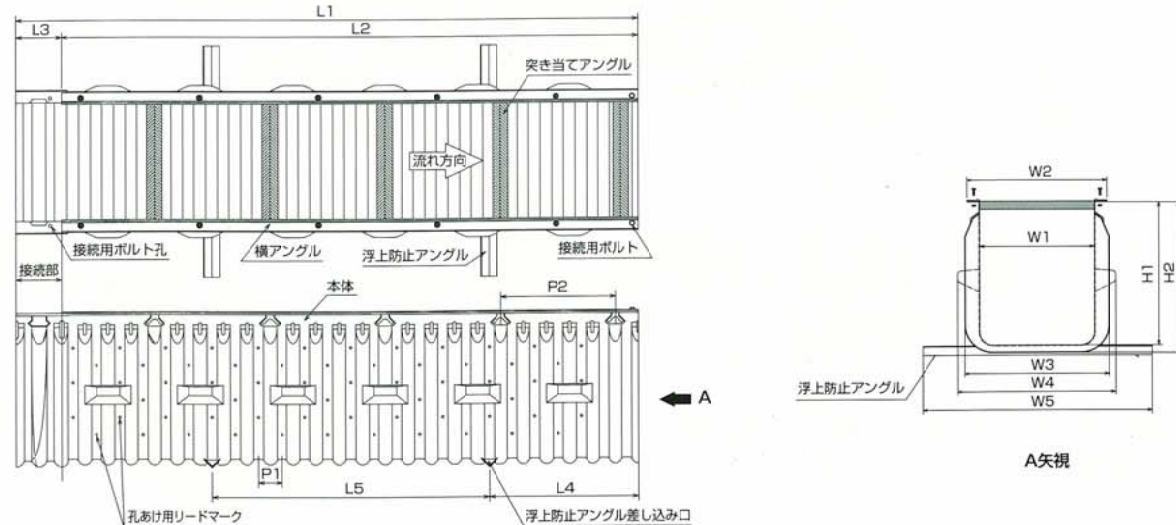 L1
L3
L2
突き当てアングル
流れ方向
接続用ボルト孔
横アングル
浮上防止アングル
接続用ボルト
接続部
本体
P2
A
P1
L5
L4
孔あけ用リードマーク
浮上防止アングル差し込み口
W2
W1
H1
H2
W3
W4
W5
浮上防止アングル
A矢視